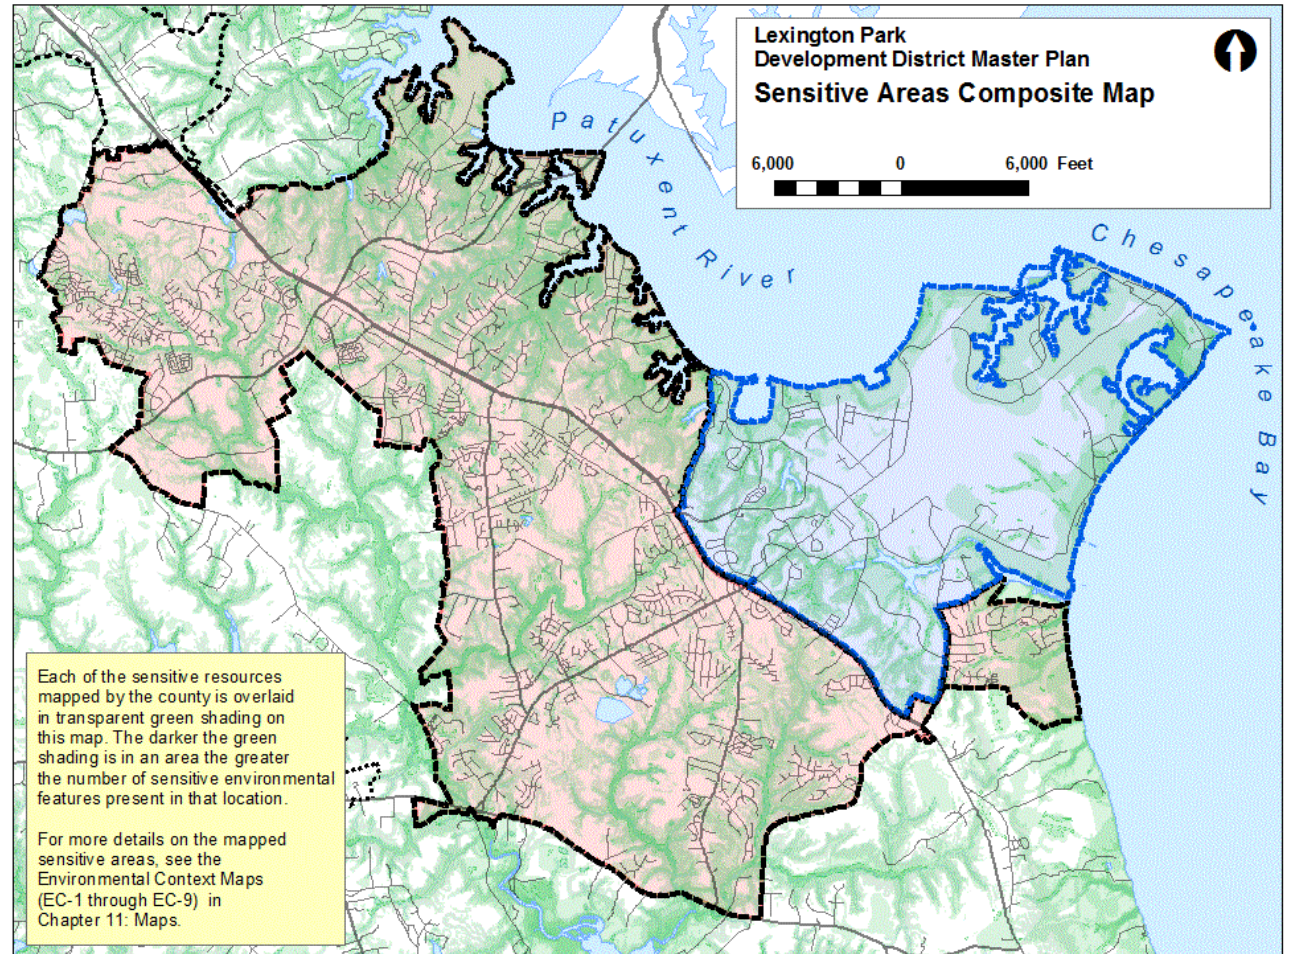 Lexington Park
Development District Master Plan
Sensitive Areas Composite Map
6,000 0 6,000 Feet
Patuxent River
Chesapeake Bay
Each of the sensitive resources
mapped by the county is overlaid
in transparent green shading on
this map. The darker the green
shading is in an area the greater
the number of sensitive environmental
features present in that location.
For more details on the mapped
sensitive areas, see the
Environmental Context Maps
(EC-1 through EC-9) in
Chapter 11: Maps.